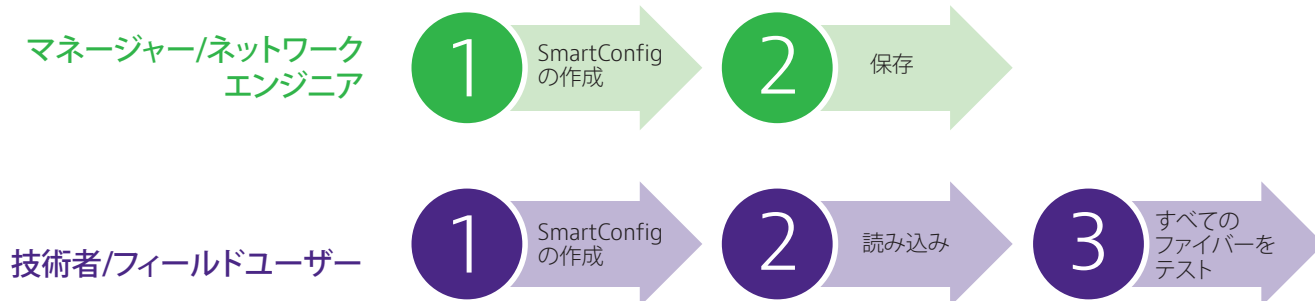 マネージャー/ネットワーク
エンジニア
1
SmartConfig
の作成
2
保存
技術者/フィールドユーザー
1
SmartConfig
の作成
2
読み込み
3
すべての
ファイバーを
テスト